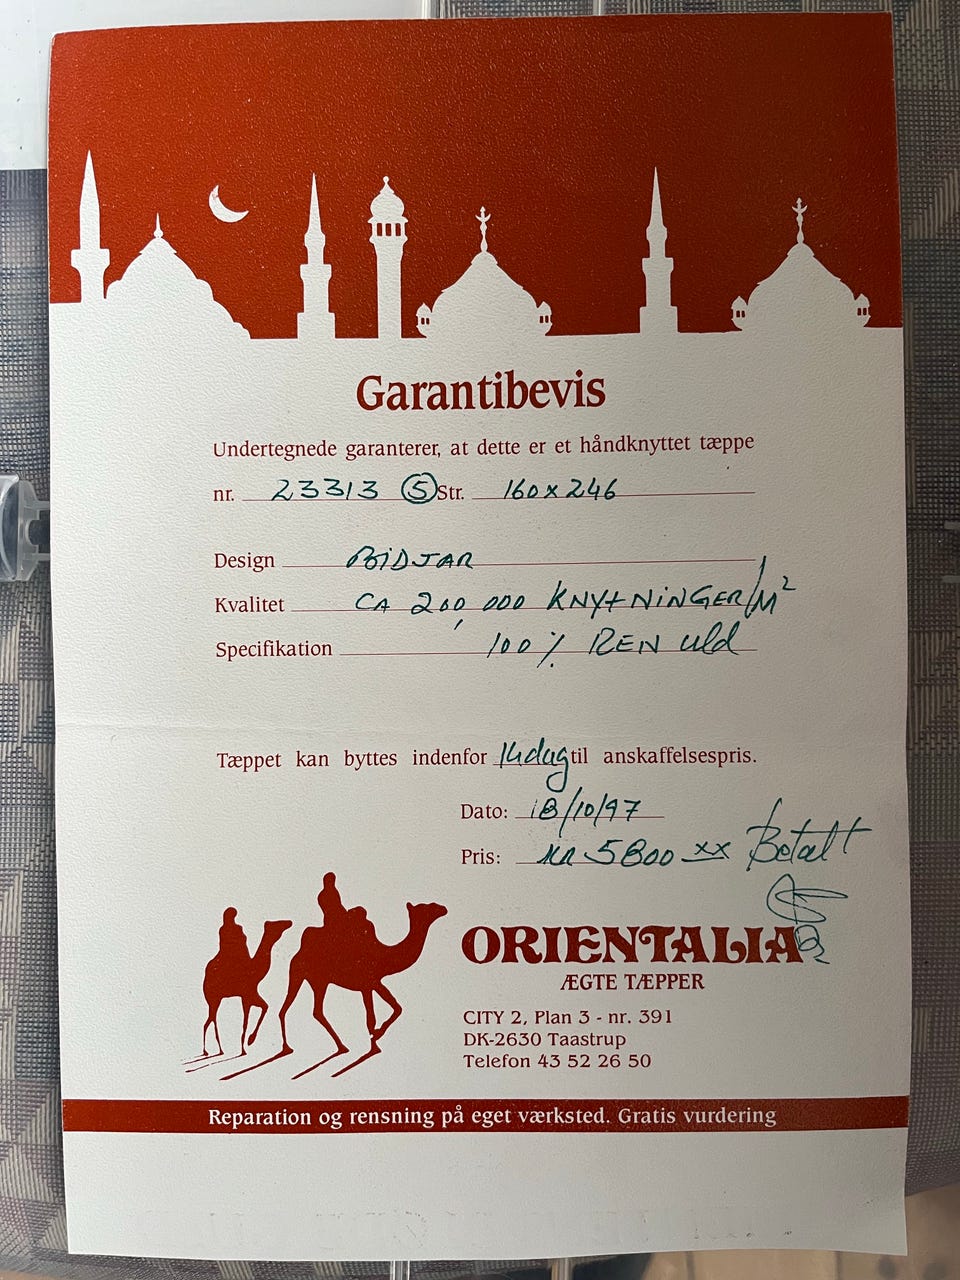 Garantibevis
Undertegnede garanterer, at dette er et håndknyttet tæppe
nr. 23313 S Str. 160x246
Design BIDJAR
Kvalitet CA 200,000 KNYTNINGER/M²
Specifikation 100% REN Uld
Tæppet kan byttes indenfor 14 dag til anskaffelsespris.
Dato: 18/10/97
Pris: KR 5800 xx Betalt
ORIENTALIA
ÆGTE TÆPPER
CITY 2, Plan 3 - nr. 391
DK-2630 Taastrup
Telefon 43 52 26 50
Reparation og rensning på eget værksted. Gratis vurdering